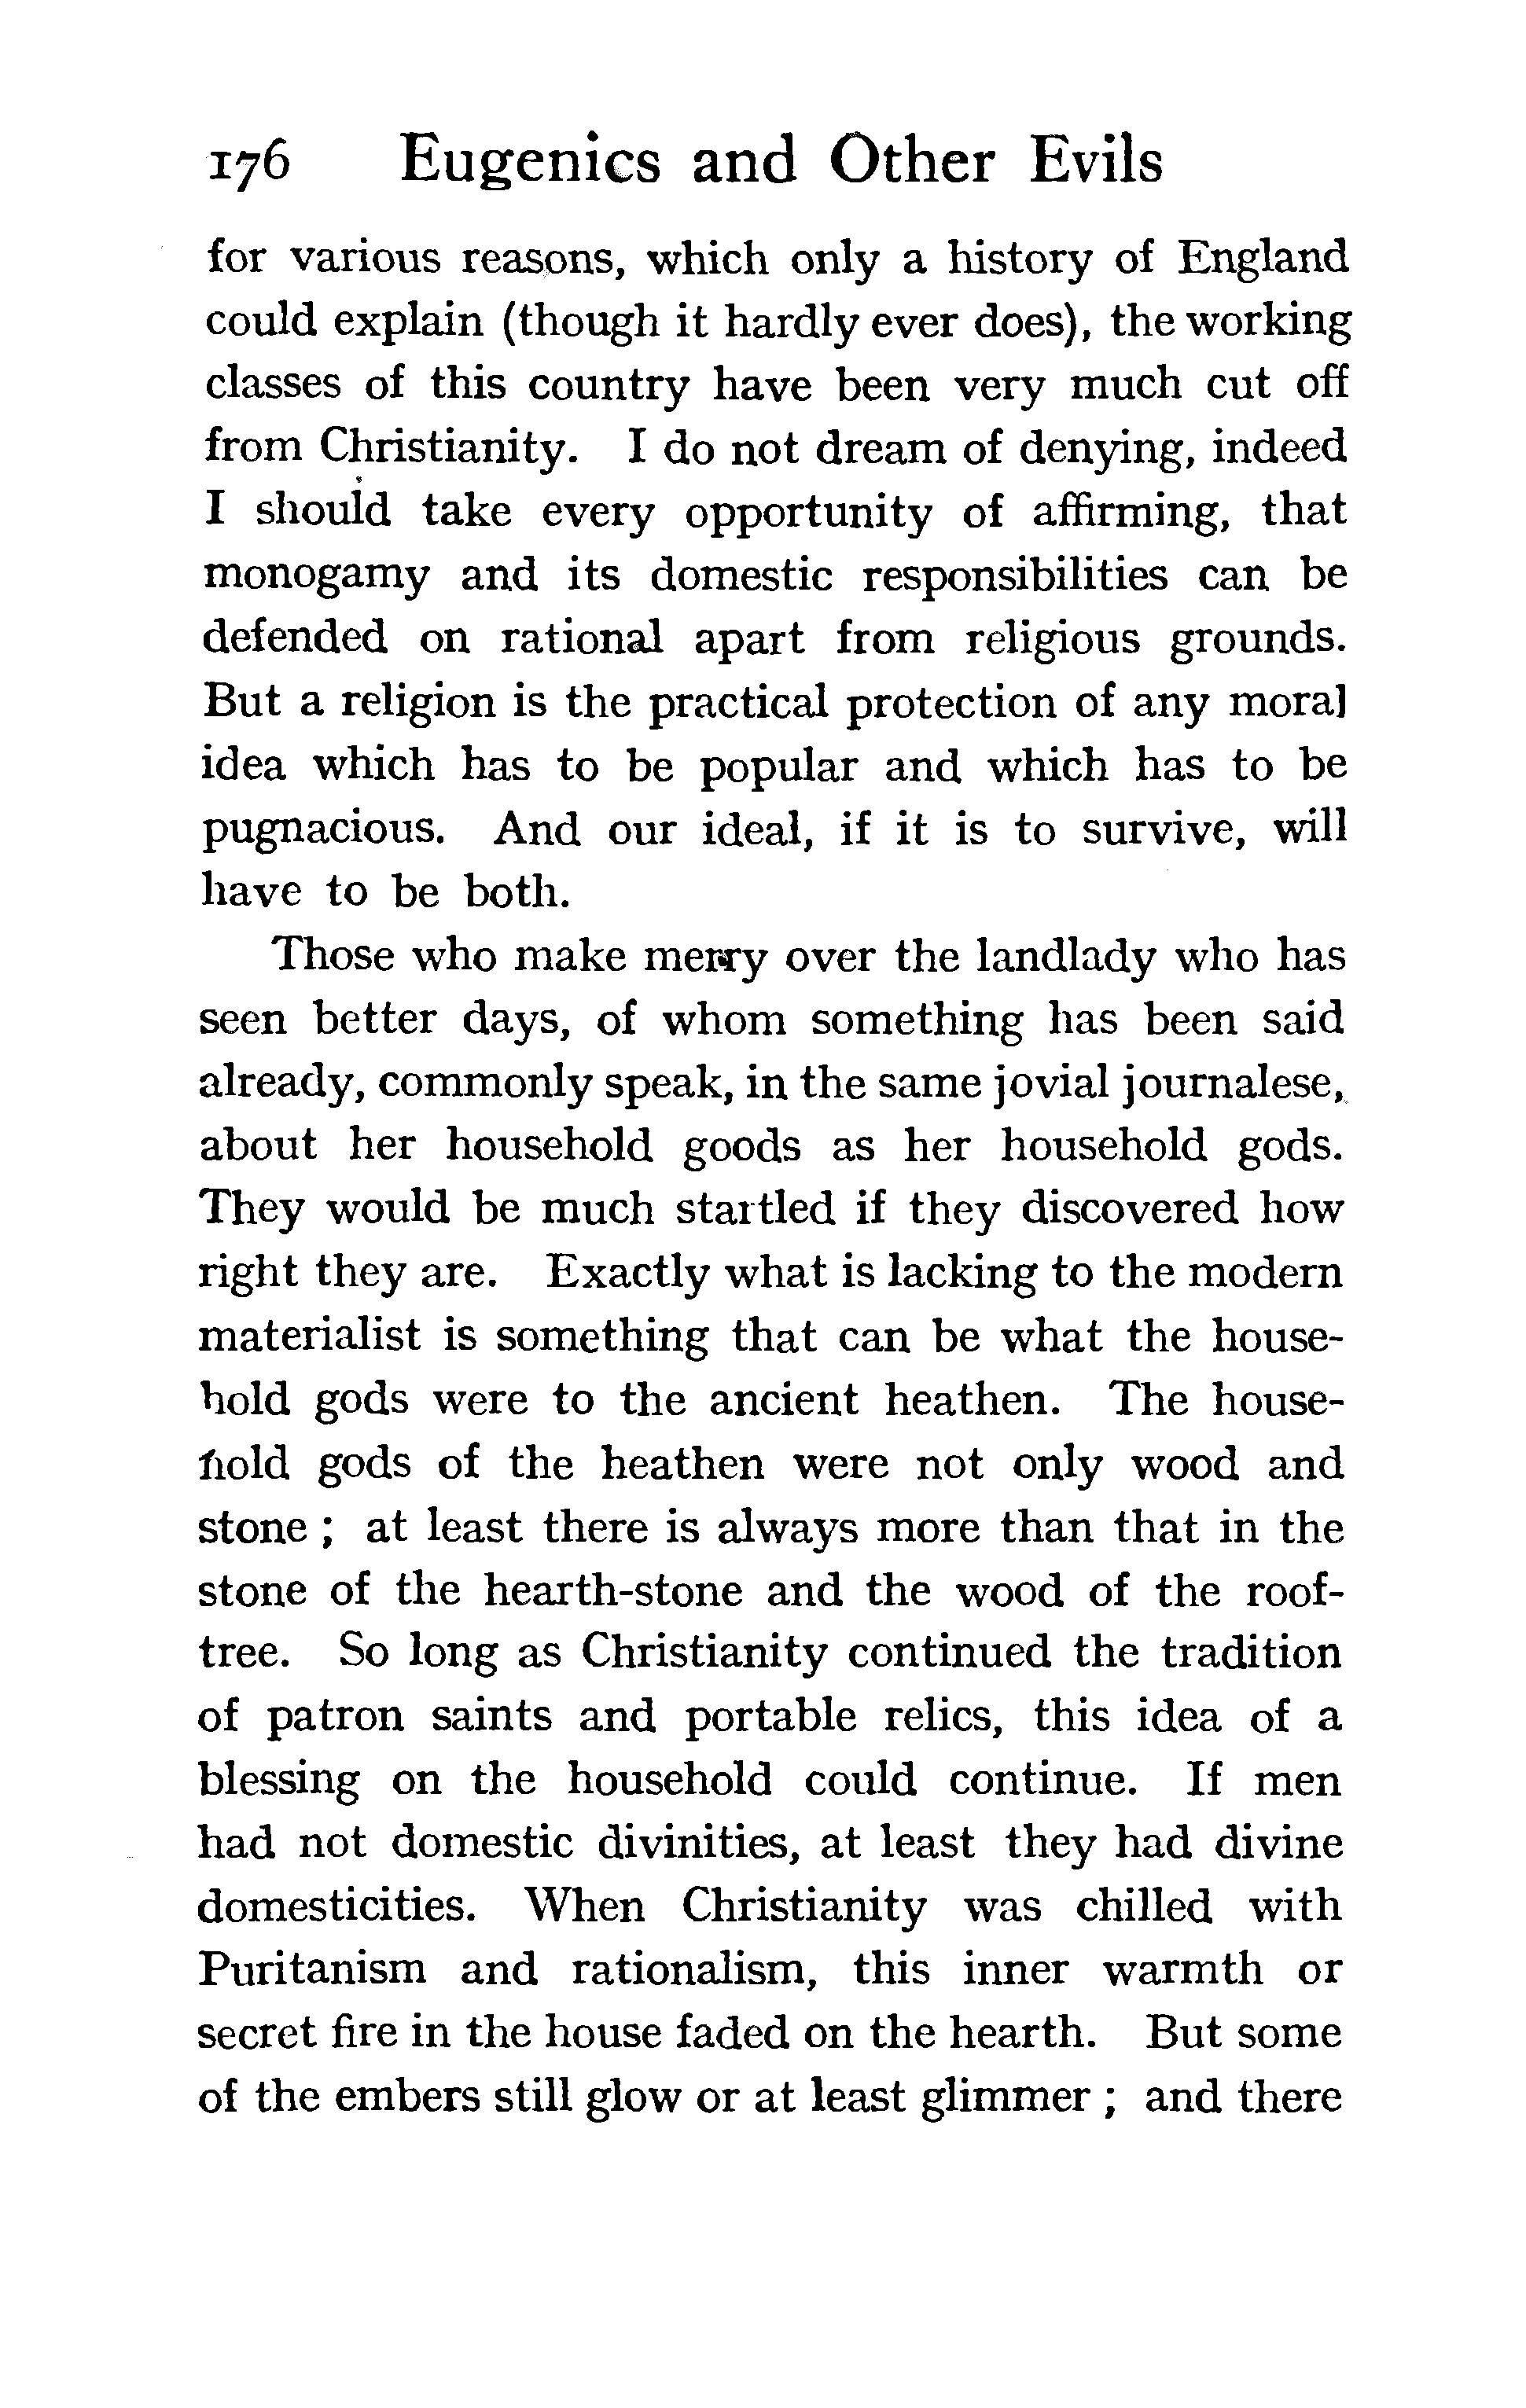 176 Eugenics and Other Evils
for various reasons, which only a history of England
could explain (though it hardly ever does), the working
classes of this country have been very much cut off
from Christianity. I do not dream of denying, indeed
I should take every opportunity of affirming, that
monogamy and its domestic responsibilities can be
defended on rational apart from religious grounds.
But a religion is the practical protection of any moral
idea which has to be popular and which has to be
pugnacious. And our ideal, if it is to survive, will
have to be both.
Those who make merry over the landlady who has
seen better days, of whom something has been said
already, commonly speak, in the same jovial journalese,
about her household goods as her household gods.
They would be much startled if they discovered how
right they are. Exactly what is lacking to the modern
materialist is something that can be what the house-
hold gods were to the ancient heathen. The house-
hold gods of the heathen were not only wood and
stone ; at least there is always more than that in the
stone of the hearth-stone and the wood of the roof-
tree. So long as Christianity continued the tradition
of patron saints and portable relics, this idea of a
blessing on the household could continue. If men
had not domestic divinities, at least they had divine
domesticities. When Christianity was chilled with
Puritanism and rationalism, this inner warmth or
secret fire in the house faded on the hearth. But some
of the embers still glow or at least glimmer ; and there